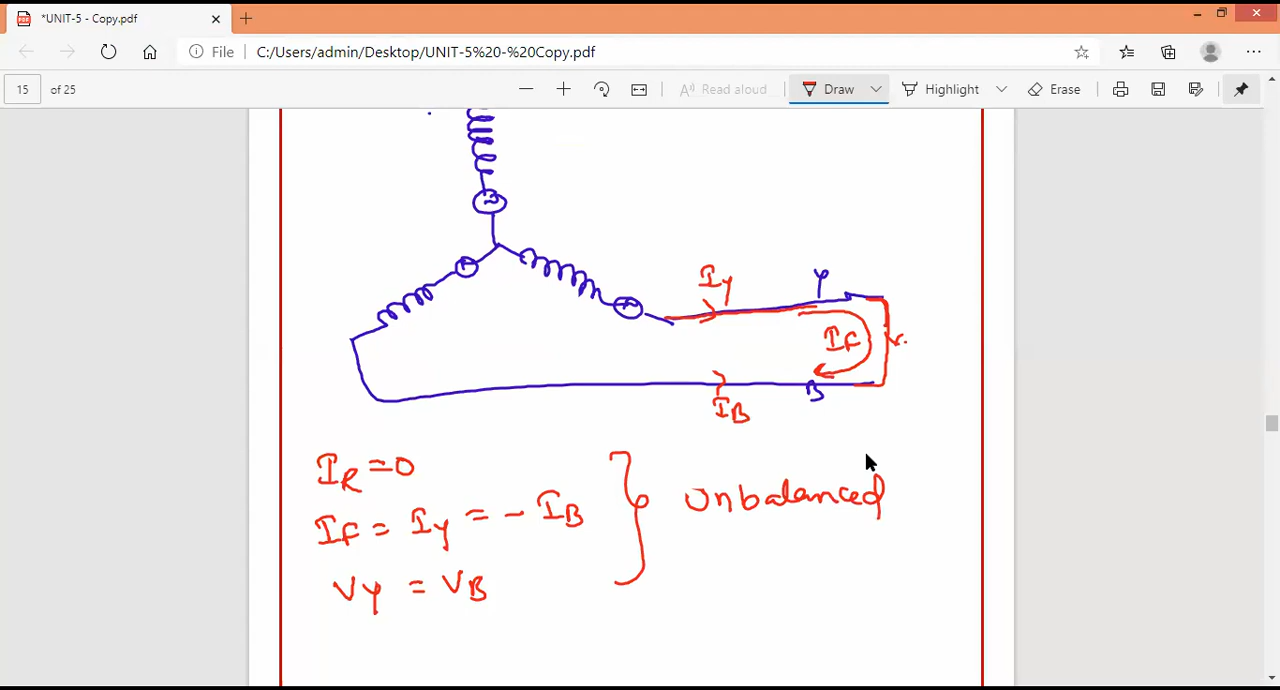 *UNIT-5 - Copy.pdf
File C:/Users/admin/Desktop/UNIT-5%20-%20Copy.pdf
15 of 25
Read aloud Draw Highlight Erase
IY
Y
IF
B
IB
IR = 0
IF = IY = - IB
VY = VB
Unbalanced